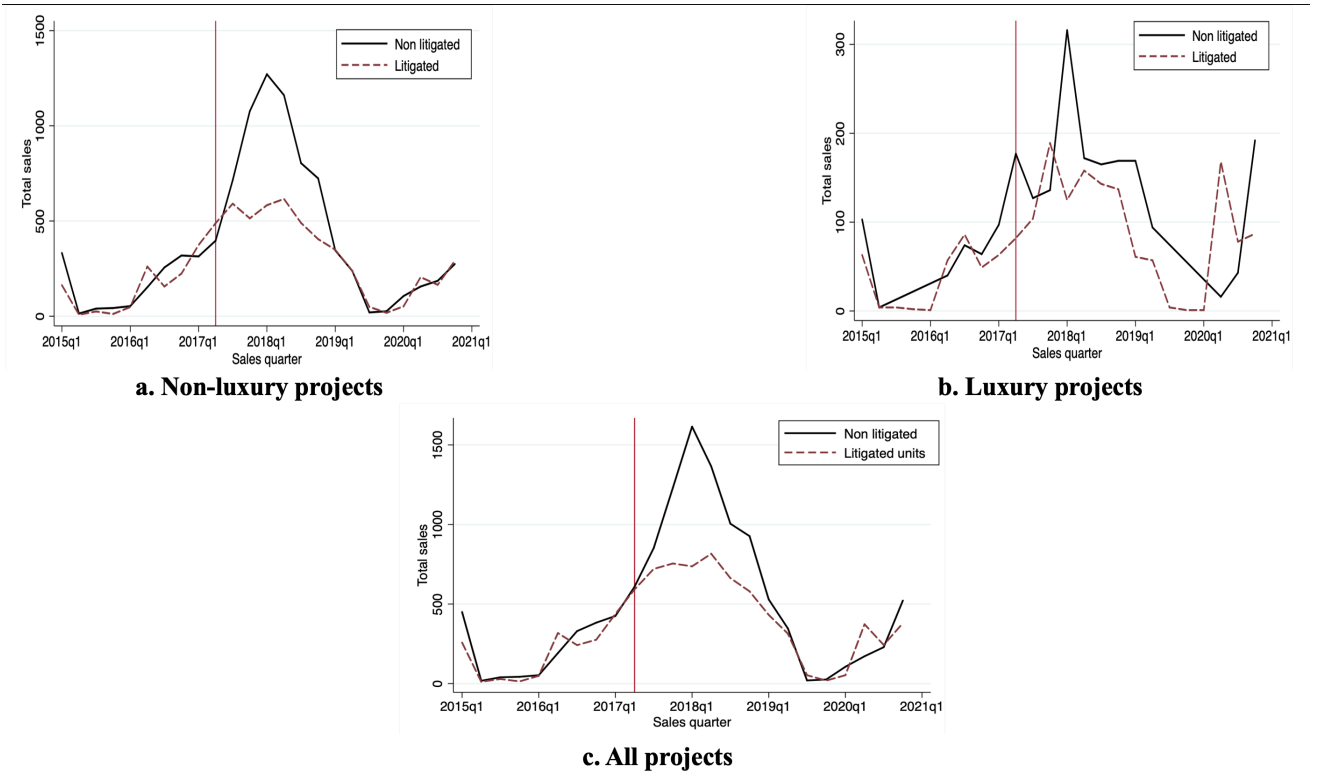 1500
1000
500
0
Total sales
Non litigated
Litigated
2015q1 2016q1 2017q1 2018q1 2019q1 2020q1 2021q1
Sales quarter
a. Non-luxury projects
300
200
100
0
Total sales
Non litigated
Litigated
2015q1 2016q1 2017q1 2018q1 2019q1 2020q1 2021q1
Sales quarter
b. Luxury projects
1500
1000
500
0
Total sales
Non litigated
Litigated units
2015q1 2016q1 2017q1 2018q1 2019q1 2020q1 2021q1
Sales quarter
c. All projects